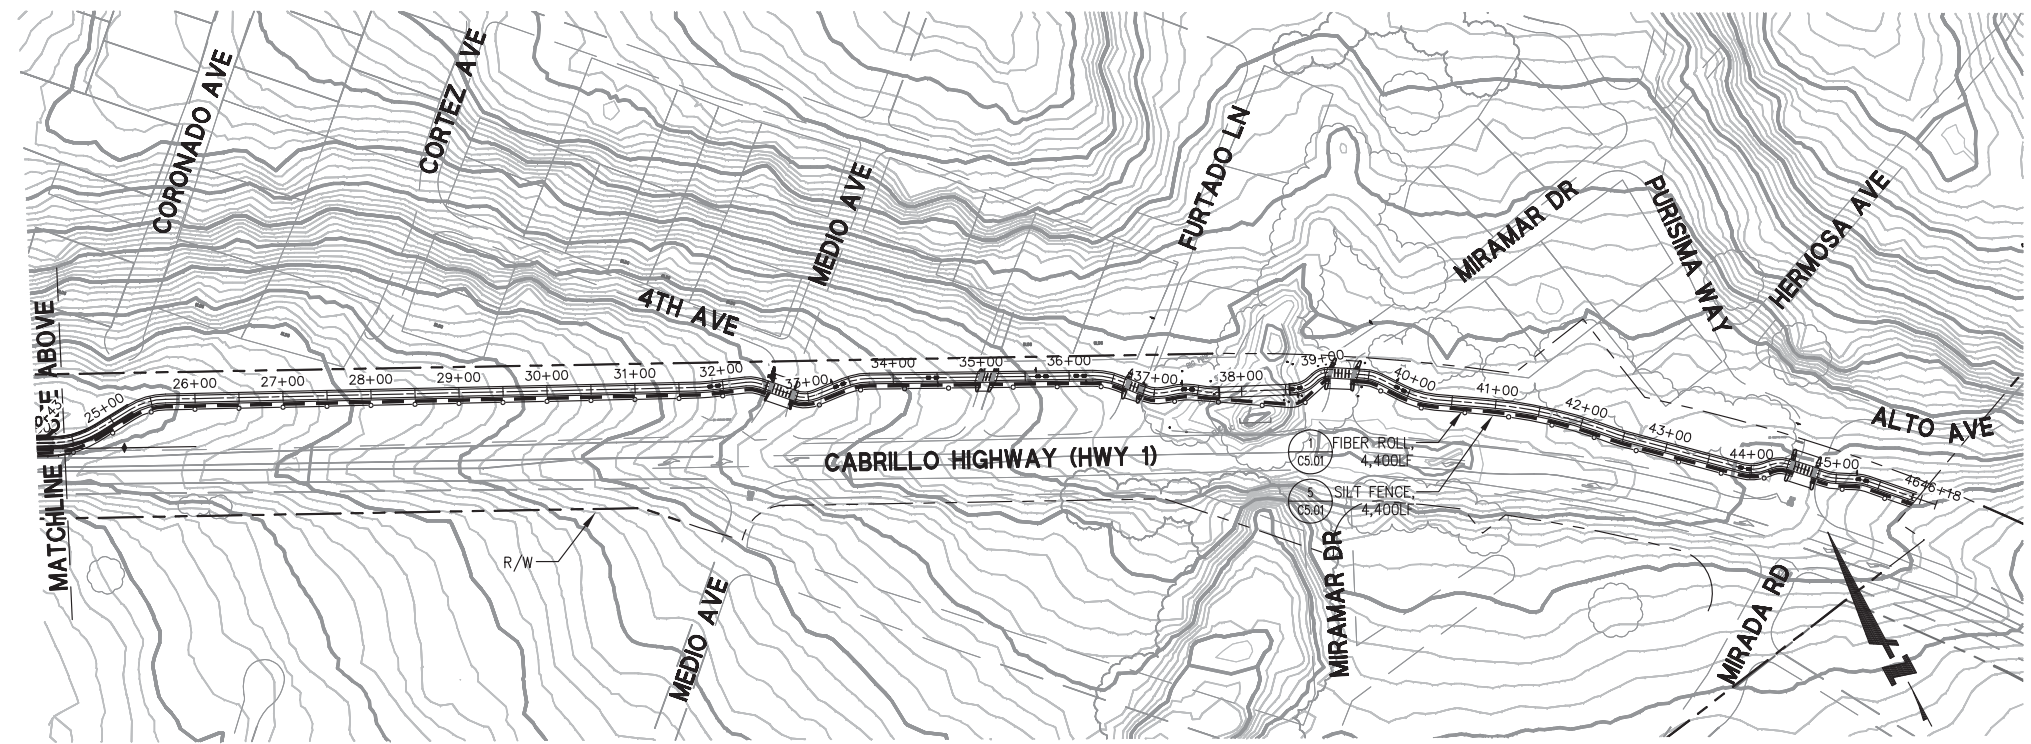 CORONADO AVE
CORTEZ AVE
MEDIO AVE
FURTADO LN
MIRAMAR DR
PURISIMA WAY
HERMOSA AVE
4TH AVE
ALTO AVE
MATCHLINE
ABOVE
25+00
26+00
27+00
28+00
29+00
30+00
31+00
32+00
33+00
34+00
35+00
36+00
37+00
38+00
39+00
40+00
41+00
42+00
43+00
44+00
45+00
46+18
CABRILLO HIGHWAY (HWY 1)
1
C5.01
FIBER ROLL,
4,400LF
5
C5.01
SILT FENCE,
4,400LF
R/W
MEDIO AVE
MIRAMAR DR
MIRADA RD